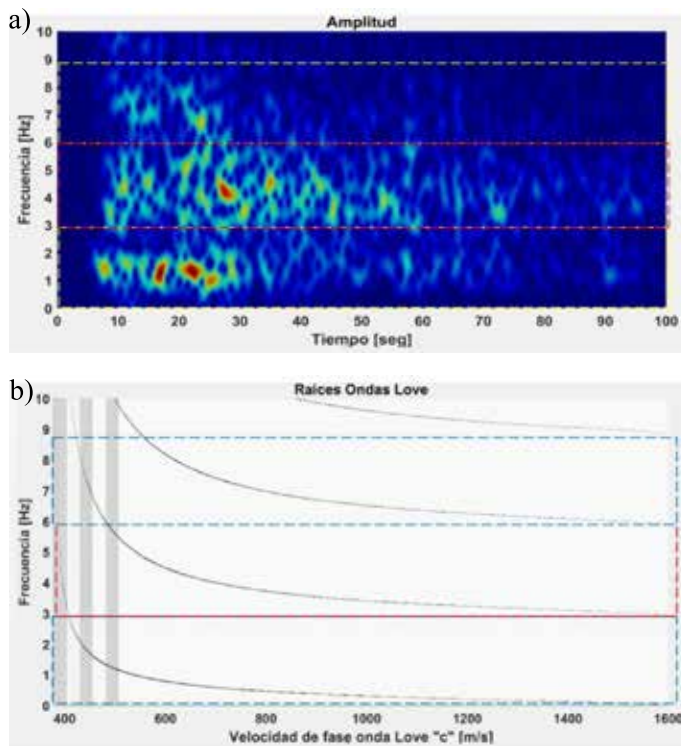 a)
Amplitud
10
9
8
7
6
5
4
3
2
1
0
Frecuencia [Hz]
0 10 20 30 40 50 60 70 80 90 100
Tiempo [seg]
b)
Raíces Ondas Love
10
9
8
7
6
5
4
3
2
1
0
Frecuencia [Hz]
400 600 800 1000 1200 1400 1600
Velocidad de fase onda Love "c" [m/s]